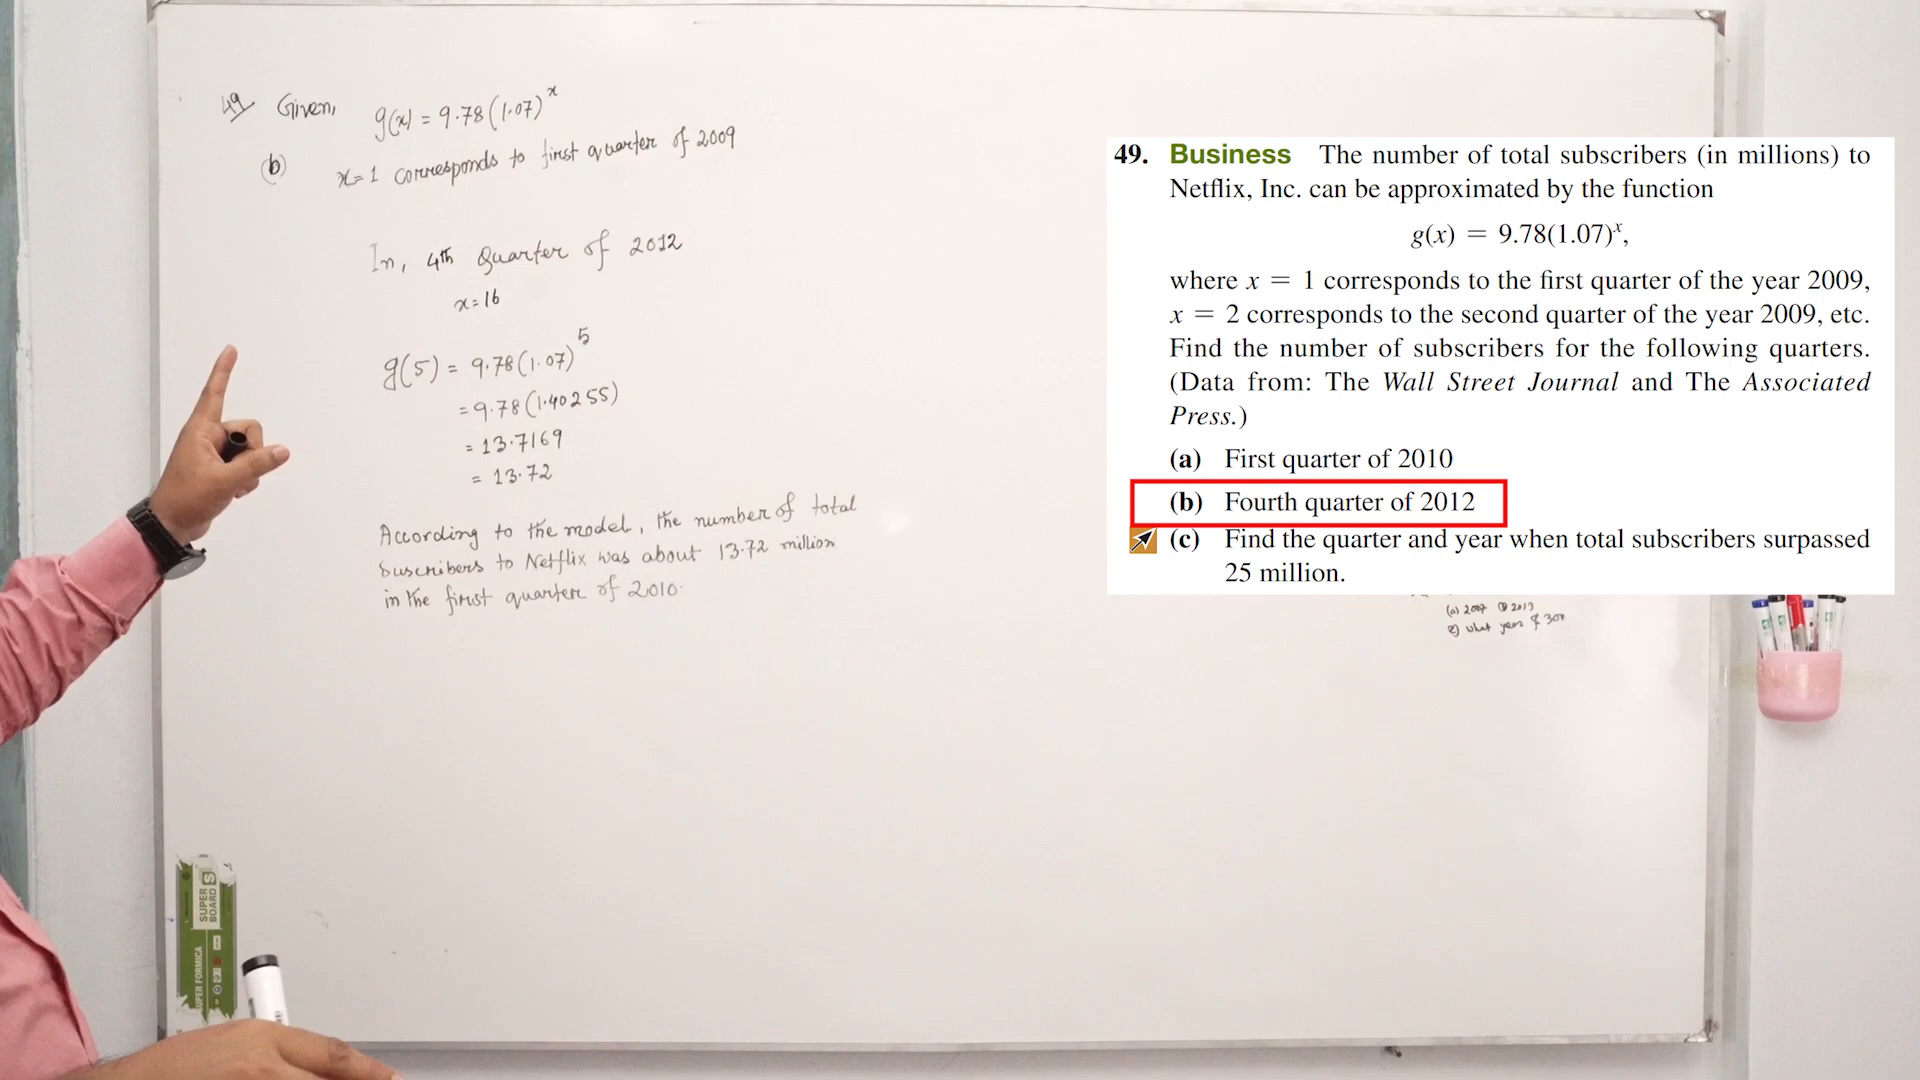 49 Given, g(x) = 9.78(1.07)^x
(b) x=1 corresponds to first quarter of 2009
In, 4th Quarter of 2012
x=16
g(5) = 9.78(1.07)^5
= 9.78(1.40255)
= 13.7169
= 13.72
According to the model, the number of total
Suscribers to Netflix was about 13.72 million
in the first quarter of 2010.
49. Business The number of total subscribers (in millions) to
Netflix, Inc. can be approximated by the function
g(x) = 9.78(1.07)^x,
where x = 1 corresponds to the first quarter of the year 2009,
x = 2 corresponds to the second quarter of the year 2009, etc.
Find the number of subscribers for the following quarters.
(Data from: The Wall Street Journal and The Associated
Press.)
(a) First quarter of 2010
(b) Fourth quarter of 2012
(c) Find the quarter and year when total subscribers surpassed
25 million.
(a) 2007 2013
what years 300
SUPER BOARD S
SUPER FORMICA